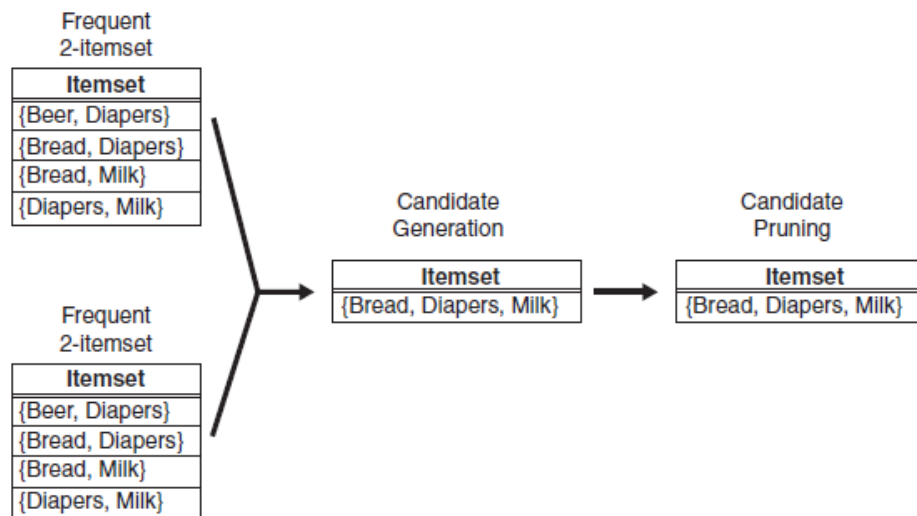 Frequent
2-itemset
Itemset
{Beer, Diapers}
{Bread, Diapers}
{Bread, Milk}
{Diapers, Milk}
Frequent
2-itemset
Itemset
{Beer, Diapers}
{Bread, Diapers}
{Bread, Milk}
{Diapers, Milk}
Candidate
Generation
Itemset
{Bread, Diapers, Milk}
Candidate
Pruning
Itemset
{Bread, Diapers, Milk}